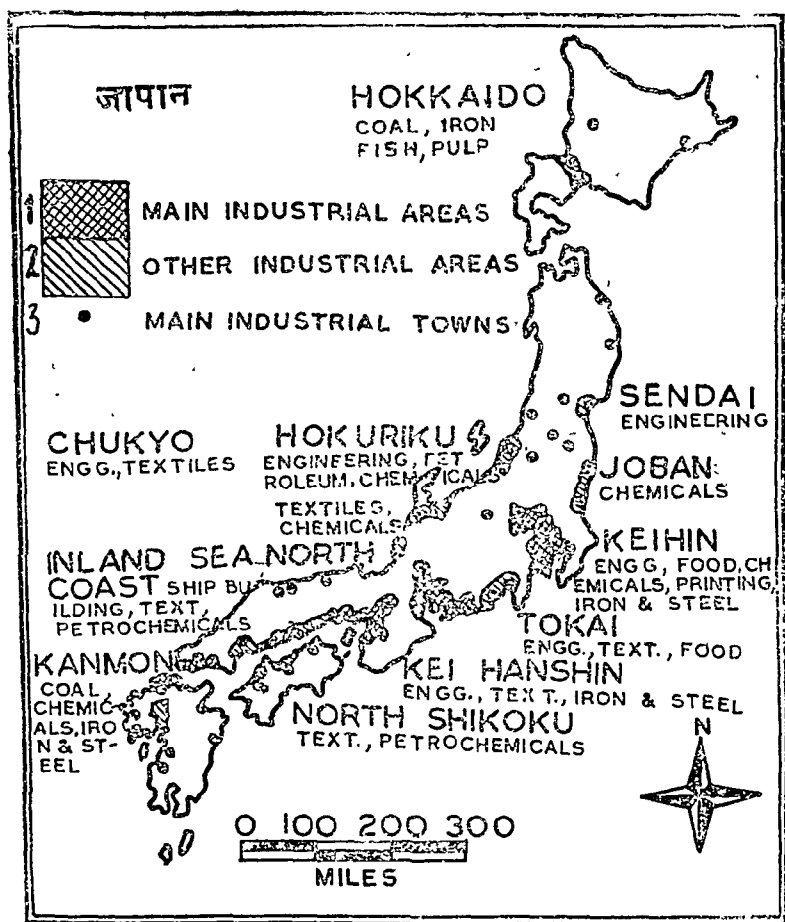 जापान
HOKKAIDO
COAL, IRON
FISH, PULP
1 MAIN INDUSTRIAL AREAS
2 OTHER INDUSTRIAL AREAS
3 MAIN INDUSTRIAL TOWNS
SENDAI
ENGINEERING
CHUKYO
ENGG., TEXTILES
HOKURIKU
ENGINEERING, PET
ROLEUM, CHEMICALS
TEXTILES,
CHEMICALS
JOBAN
CHEMICALS
KEIHIN
ENGG., FOOD, CH
EMICALS, PRINTING,
IRON & STEEL
INLAND SEA NORTH
COAST SHIP BU
ILDING, TEXT,
PETROCHEMICALS
TOKAI
ENGG., TEXT., FOOD
KANMON
COAL,
CHEMIC-
ALS, IRO
N & ST-
EEL
KEI HANSHIN
ENGG., TEXT., IRON & STEEL
NORTH SHIKOKU
TEXT., PETROCHEMICALS
N
0 100 200 300
MILES